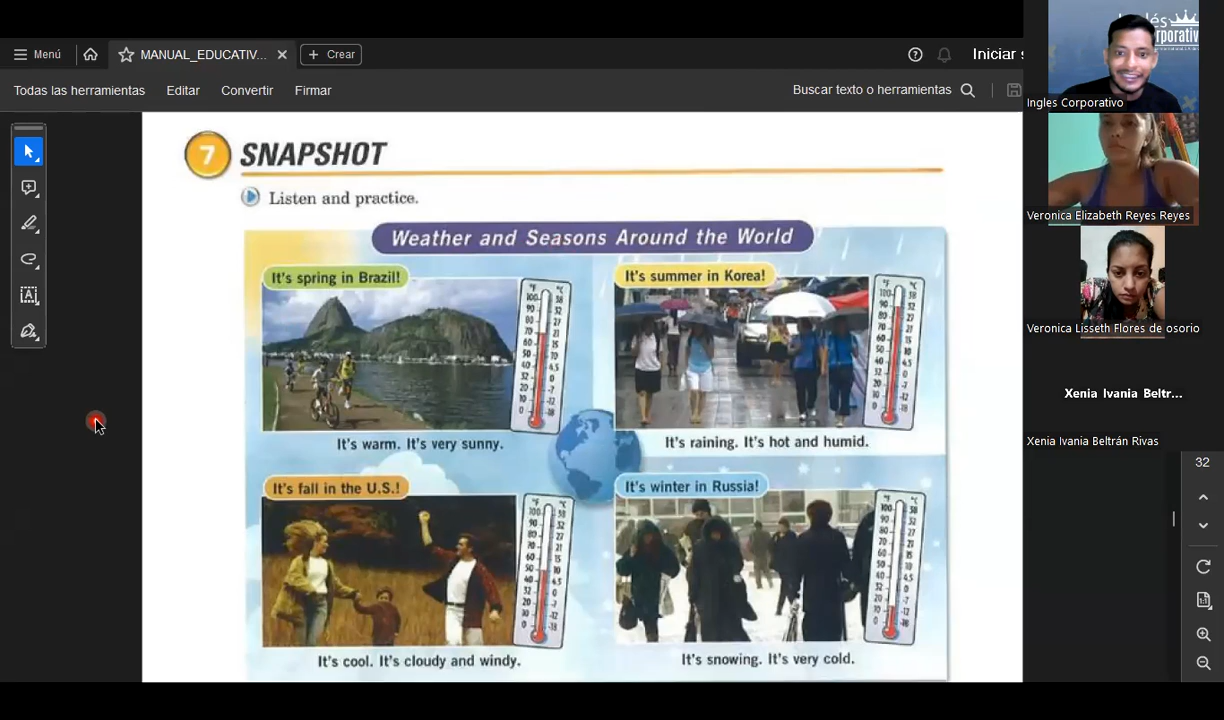 Menú
MANUAL_EDUCATIV...
Crear
Iniciar s
Todas las herramientas
Editar
Convertir
Firmar
Buscar texto o herramientas
7 SNAPSHOT
Listen and practice.
Weather and Seasons Around the World
It's spring in Brazil!
It's warm. It's very sunny.
It's summer in Korea!
It's raining. It's hot and humid.
It's fall in the U.S.!
It's cool. It's cloudy and windy.
It's winter in Russia!
It's snowing. It's very cold.
Ingles Corporativo
Veronica Elizabeth Reyes Reyes
Veronica Lisseth Flores de osorio
Xenia Ivania Beltr...
Xenia Ivania Beltrán Rivas
32